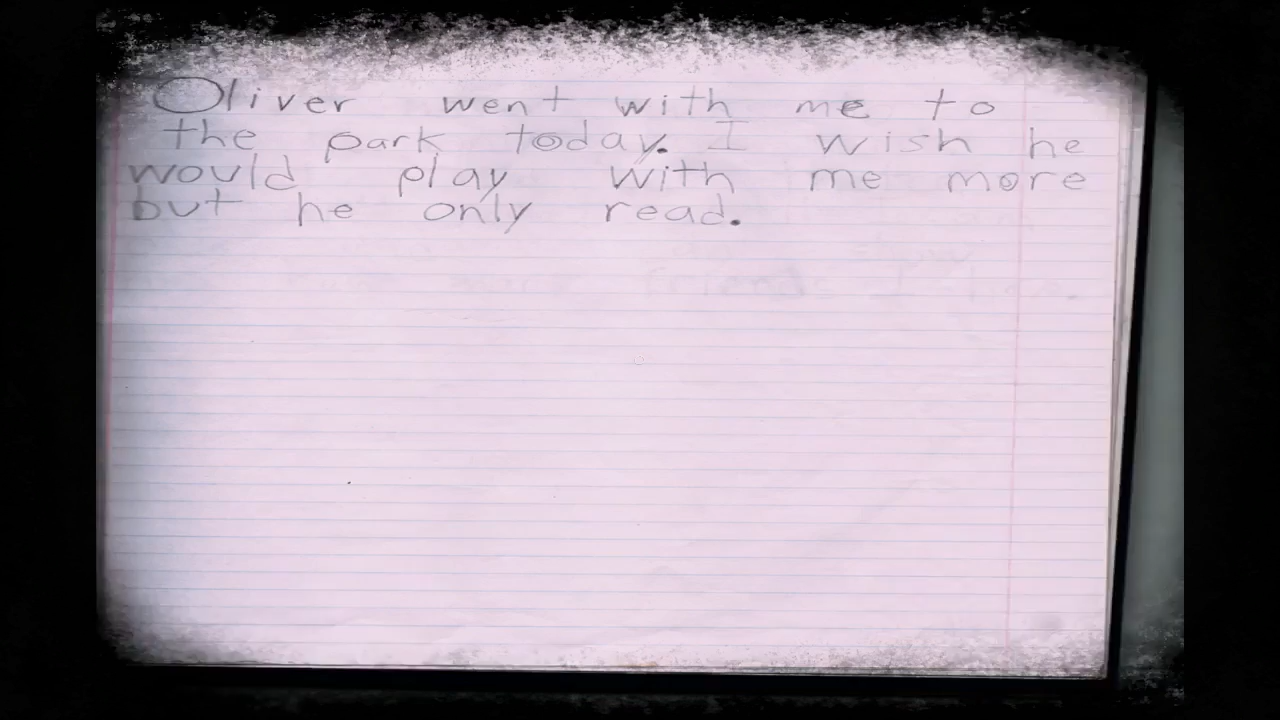 Oliver went with me to
the park today. I wish he
would play with me more
but he only read.
friends I